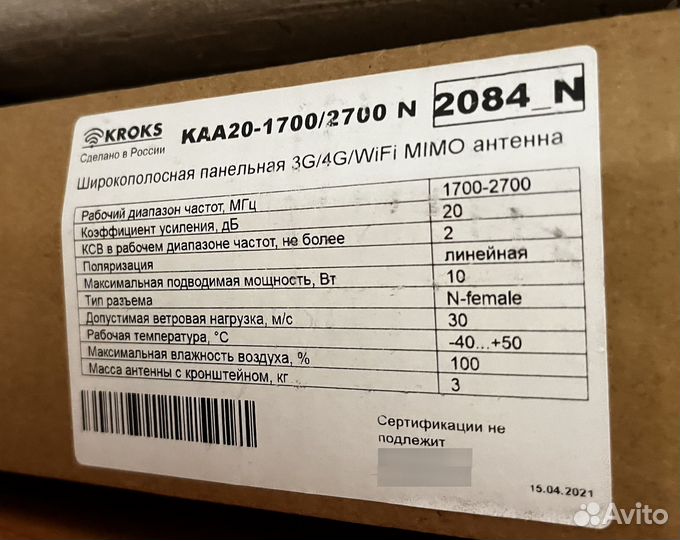 KROKS KAA20-1700/2700 N 2084_N
Сделано в России
Широкополосная панельная 3G/4G/WiFi MIMO антенна
Рабочий диапазон частот, МГц 1700-2700
Коэффициент усиления, дБ 20
КСВ в рабочем диапазоне частот, не более 2
Поляризация линейная
Максимальная подводимая мощность, Вт 10
Тип разъема N-female
Допустимая ветровая нагрузка, м/с 30
Рабочая температура, °C -40...+50
Максимальная влажность воздуха, % 100
Масса антенны с кронштейном, кг 3
Сертификации не
подлежит
15.04.2021
Avito